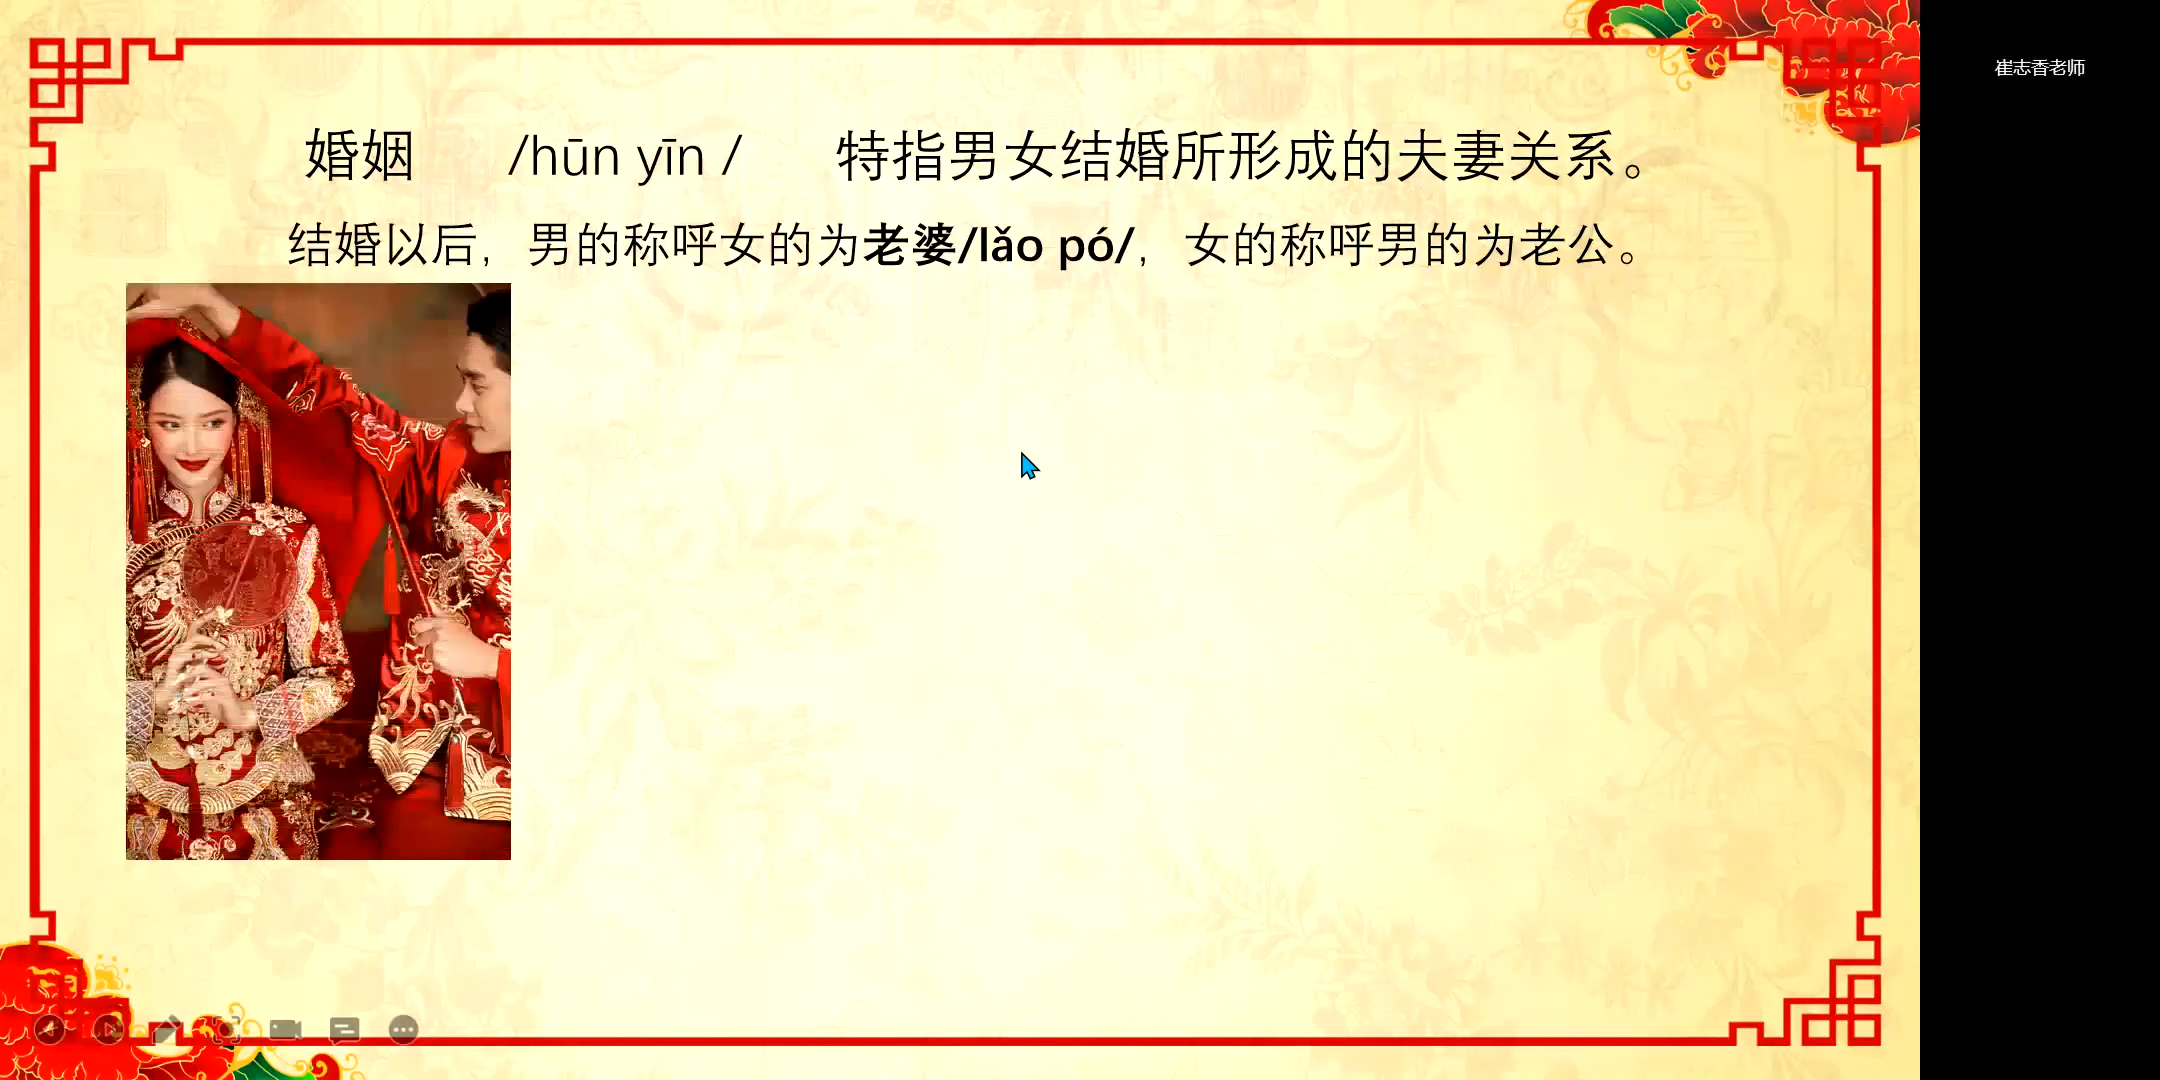 崔志香老师
婚姻 /hūn yīn / 特指男女结婚所形成的夫妻关系。
结婚以后，男的称呼女的为老婆/lǎo pó/，女的称呼男的为老公。